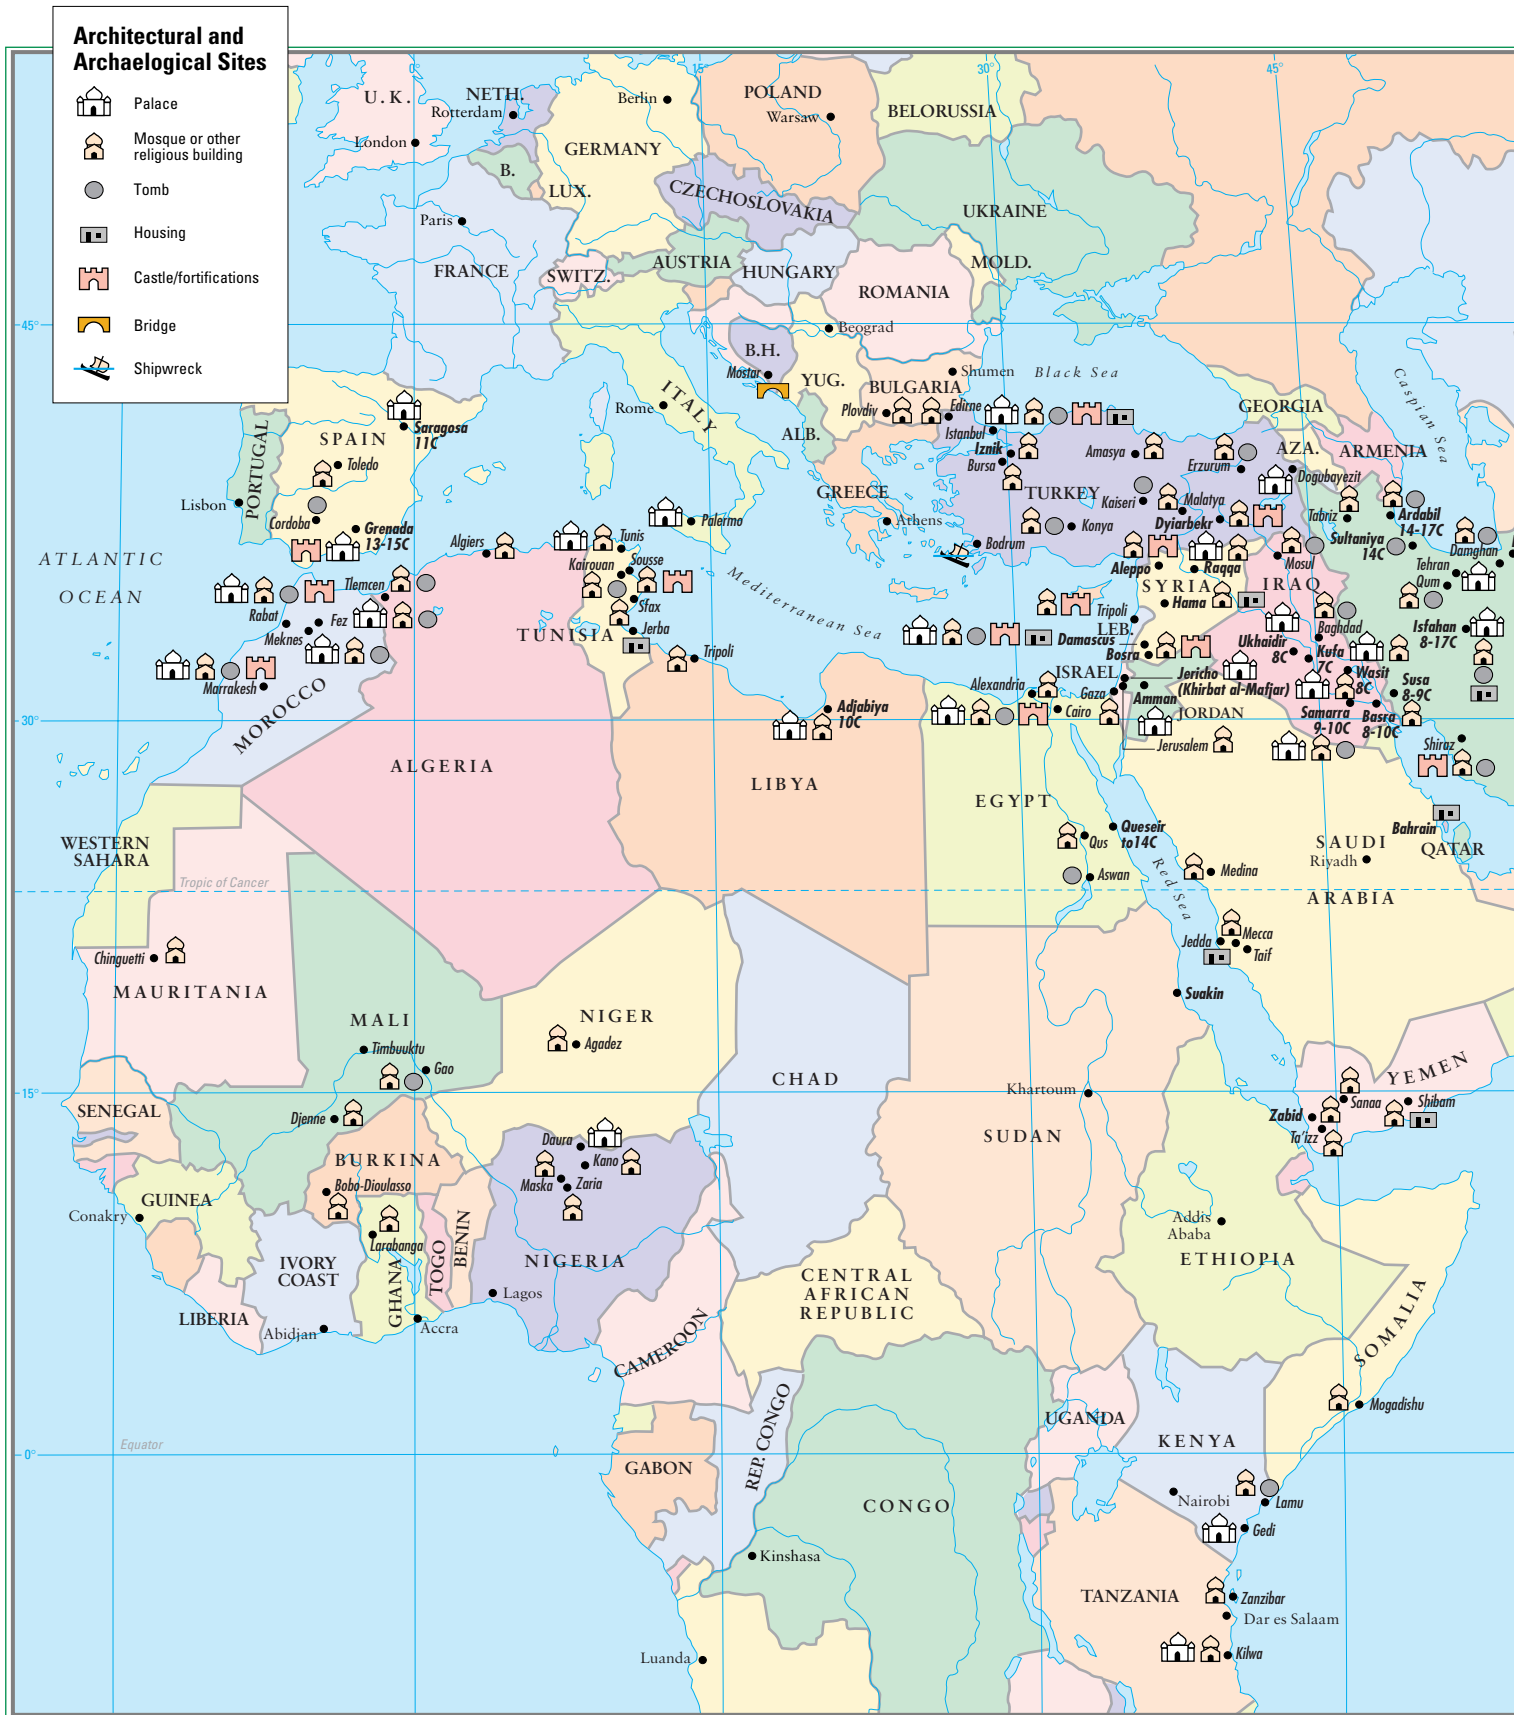 Architectural and
Archaelogical Sites
Palace
Mosque or other
religious building
Tomb
Housing
Castle/fortifications
Bridge
Shipwreck
0°
15°
30°
45°
45°
30°
15°
0°
U.K.
London
NETH.
Rotterdam
B.
LUX.
GERMANY
Berlin
POLAND
Warsaw
BELORUSSIA
CZECHOSLOVAKIA
UKRAINE
Paris
FRANCE
SWITZ.
AUSTRIA
HUNGARY
MOLD.
ROMANIA
Beograd
B.H.
Mostar
YUG.
BULGARIA
Shumen
Black Sea
Plovdiv
Edirne
Istanbul
Iznik
Bursa
ITALY
Rome
ALB.
GREECE
Athens
Caspian Sea
GEORGIA
AZA.
ARMENIA
SPAIN
Saragosa
11C
Toledo
PORTUGAL
Lisbon
Cordoba
Grenada
13-15C
Palermo
TURKEY
Amasya
Erzurum
Dogubayezit
Kaiseri
Malatya
Konya
Dyiarbekr
Bodrum
Tabriz
Ardabil
14-17C
Sultaniya
14C
Damghan
Tehran
Qum
Isfahan
8-17C
Aleppo
Raqqa
Mosul
SYRIA
IRAQ
Hama
Tripoli
LEB.
Damascus
Bosra
Baghdad
Ukhaidir
8C
Kufa
7C
Wasit
8C
Susa
8-9C
Samarra
9-10C
Basra
8-10C
Shiraz
ATLANTIC
OCEAN
Algiers
Tunis
Kairouan
Sousse
Sfax
Jerba
TUNISIA
Tripoli
Mediterranean Sea
Tlemcen
Rabat
Fez
Meknes
Marrakesh
MOROCCO
ISRAEL
Jericho
(Khirbat al-Mafjar)
Gaza
Amman
JORDAN
Jerusalem
Alexandria
Cairo
Adjabiya
10C
ALGERIA
LIBYA
EGYPT
Qus
Queseir
to14C
Aswan
Red Sea
Bahrain
QATAR
SAUDI
Riyadh
ARABIA
Medina
Mecca
Jedda
Taif
Suakin
WESTERN
SAHARA
Tropic of Cancer
Chinguetti
MAURITANIA
MALI
Timbuuktu
Gao
Djenne
NIGER
Agadez
CHAD
Khartoum
SUDAN
YEMEN
Sanaa
Shibam
Zabid
Ta'izz
SENEGAL
GUINEA
Conakry
BURKINA
Bobo-Dioulasso
Larabanga
IVORY
COAST
LIBERIA
Abidjan
GHANA
Accra
TOGO
BENIN
Daura
Kano
Maska
Zaria
NIGERIA
Lagos
CAMEROON
CENTRAL
AFRICAN
REPUBLIC
Addis
Ababa
ETHIOPIA
SOMALIA
Mogadishu
Equator
GABON
REP. CONGO
CONGO
Kinshasa
Luanda
UGANDA
KENYA
Nairobi
Lamu
Gedi
TANZANIA
Zanzibar
Dar es Salaam
Kilwa